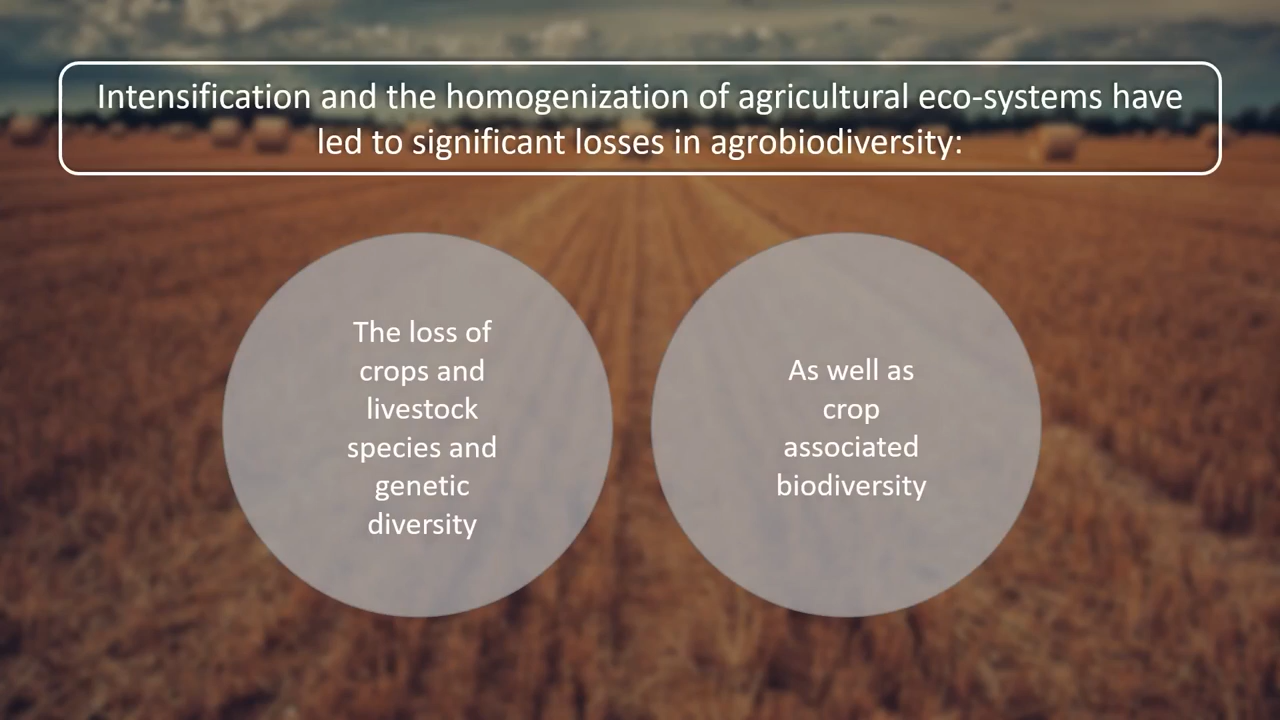 Intensification and the homogenization of agricultural eco-systems have
led to significant losses in agrobiodiversity:
The loss of
crops and
livestock
species and
genetic
diversity
As well as
crop
associated
biodiversity